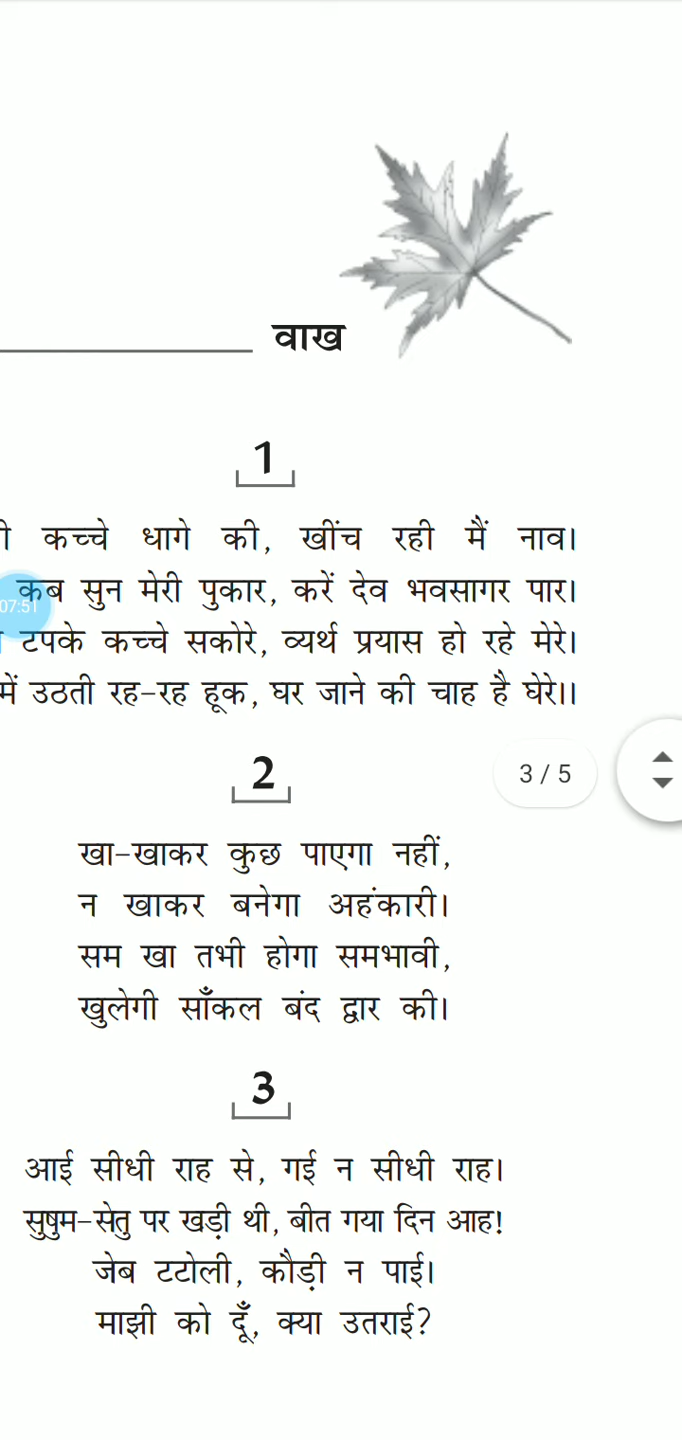 वाख
1
कच्चे धागे की, खींच रही मैं नाव।
कब सुन मेरी पुकार, करें देव भवसागर पार।
07:51
टपके कच्चे सकोरे, व्यर्थ प्रयास हो रहे मेरे।
में उठती रह-रह हूक, घर जाने की चाह है घेरे।।
2
3 / 5
खा-खाकर कुछ पाएगा नहीं,
न खाकर बनेगा अहंकारी।
सम खा तभी होगा समभावी,
खुलेगी साँकल बंद द्वार की।
3
आई सीधी राह से, गई न सीधी राह।
सुषुम-सेतु पर खड़ी थी, बीत गया दिन आह!
जेब टटोली, कौड़ी न पाई।
माझी को दूँ, क्या उतराई?